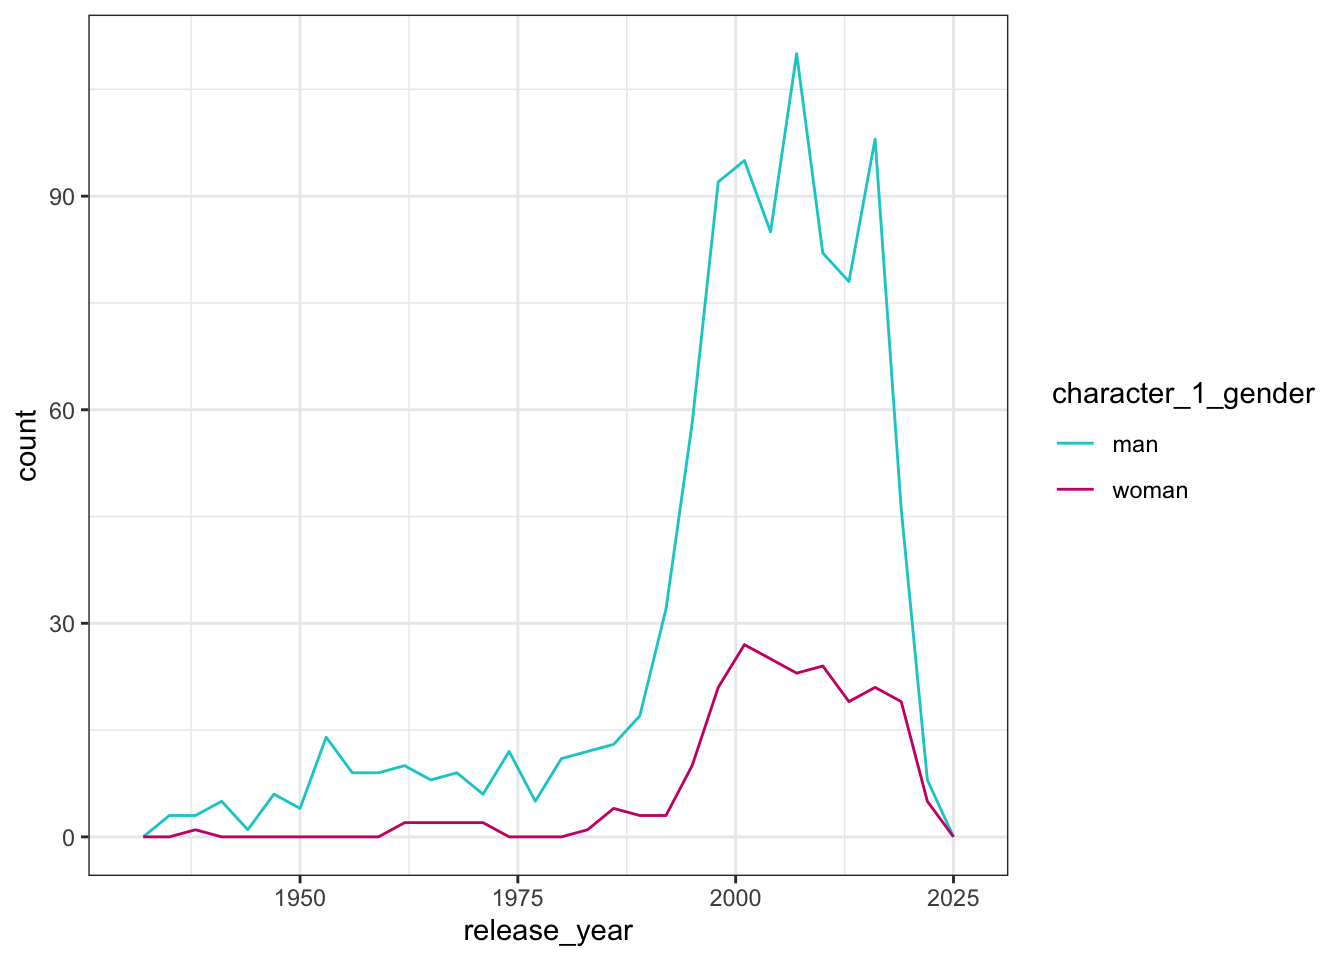 90
60
30
0
count
1950 1975 2000 2025
release_year
character_1_gender
man
woman